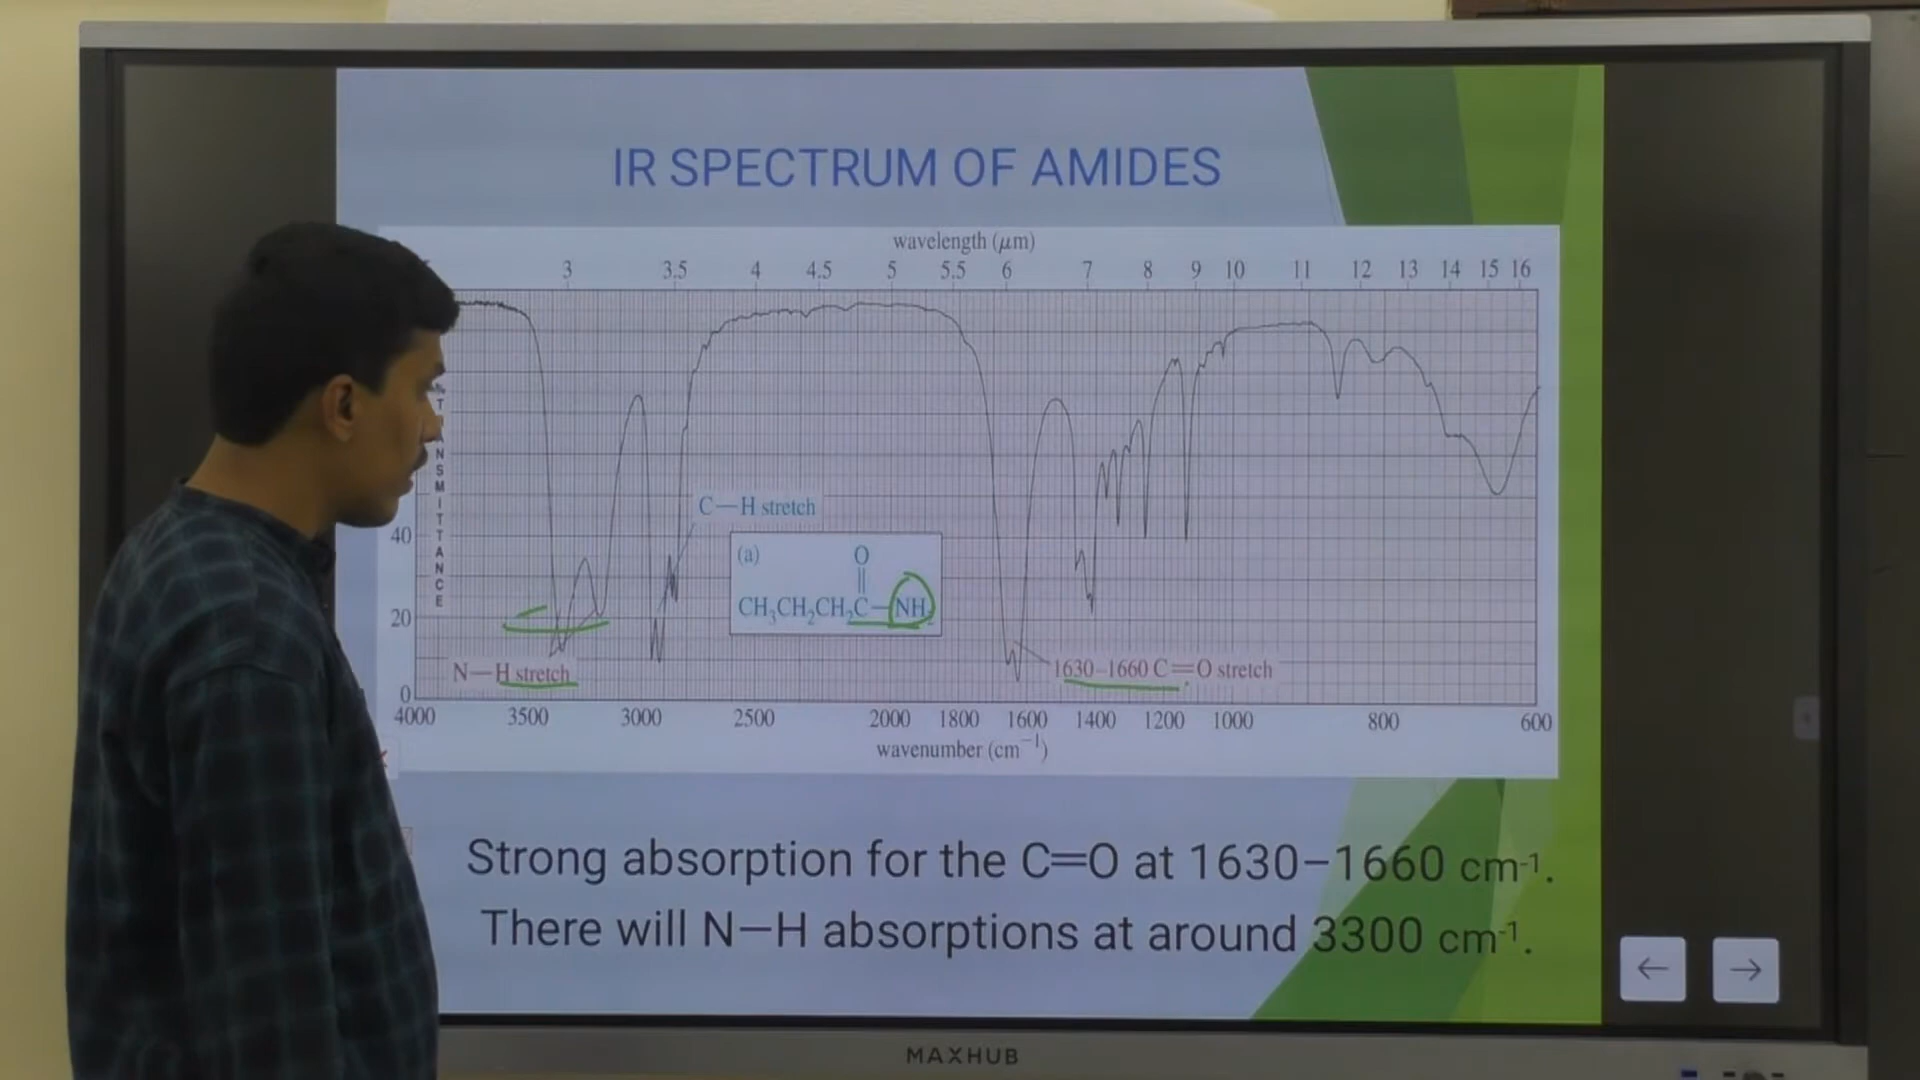 IR SPECTRUM OF AMIDES
wavelength (μm)
3 3.5 4 4.5 5 5.5 6 7 8 9 10 11 12 13 14 15 16
C—H stretch
40
(a)
O
CH₃CH₂CH₂C—NH₂
20
N—H stretch
1630–1660 C=O stretch
0
4000 3500 3000 2500 2000 1800 1600 1400 1200 1000 800 600
wavenumber (cm⁻¹)
Strong absorption for the C=O at 1630–1660 cm⁻¹.
There will N—H absorptions at around 3300 cm⁻¹.
← →
MAXHUB